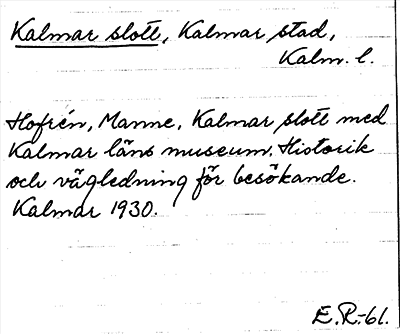 Kalmar slott, Kalmar stad,
Kalm. l.
Hofrén, Manne, Kalmar slott med
Kalmar läns museum. Historik
och vägledning för besökande.
Kalmar 1930.
E.R.-61.